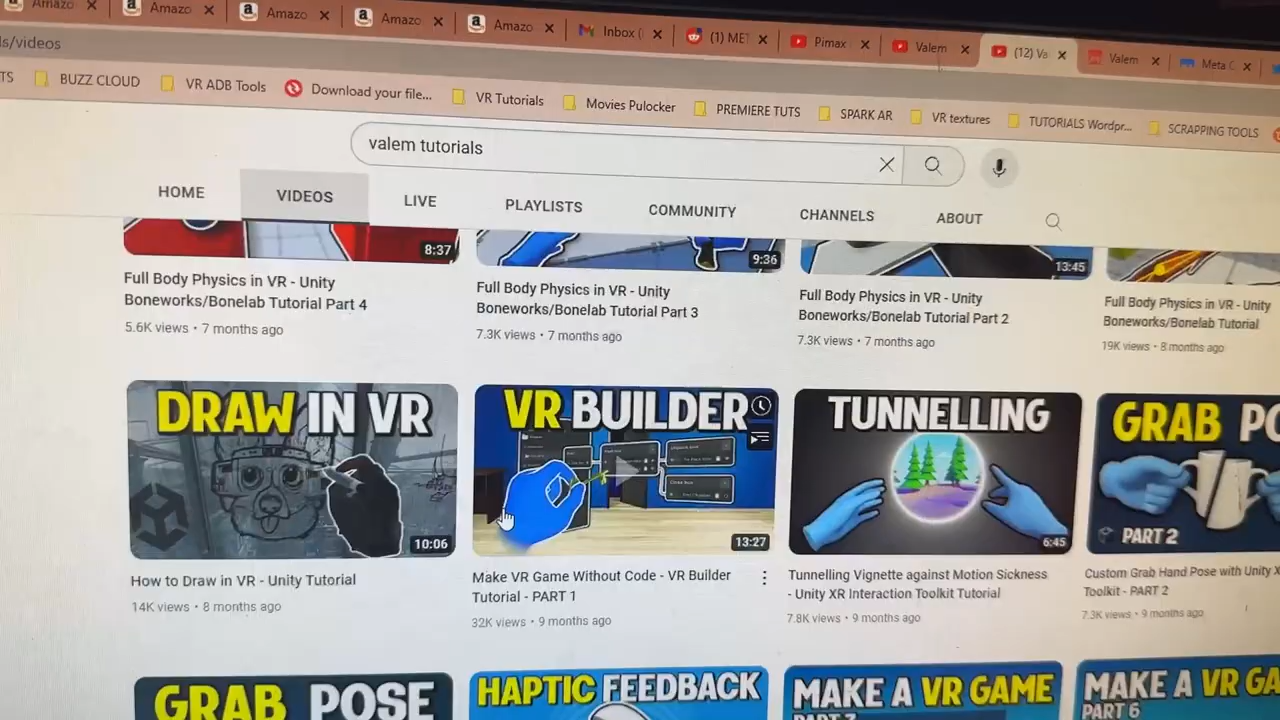 Amazo
Amazo
Amazo
Amazo
Amazo
Inbox (
(1) MET
Pimax
Valem
(12) Va
Valem
Meta C
ls/videos
TS
BUZZ CLOUD
VR ADB Tools
Download your file...
VR Tutorials
Movies Pulocker
PREMIERE TUTS
SPARK AR
VR textures
TUTORIALS Wordpr...
SCRAPPING TOOLS
valem tutorials
HOME
VIDEOS
LIVE
PLAYLISTS
COMMUNITY
CHANNELS
ABOUT
8:37
9:36
13:45
Full Body Physics in VR - Unity
Boneworks/Bonelab Tutorial Part 4
5.6K views • 7 months ago
Full Body Physics in VR - Unity
Boneworks/Bonelab Tutorial Part 3
7.3K views • 7 months ago
Full Body Physics in VR - Unity
Boneworks/Bonelab Tutorial Part 2
7.3K views • 7 months ago
Full Body Physics in VR - Unity
Boneworks/Bonelab Tutorial
19K views • 8 months ago
DRAW IN VR
10:06
VR BUILDER
13:27
TUNNELLING
6:45
GRAB PO
PART 2
How to Draw in VR - Unity Tutorial
14K views • 8 months ago
Make VR Game Without Code - VR Builder
Tutorial - PART 1
32K views • 9 months ago
Tunnelling Vignette against Motion Sickness
- Unity XR Interaction Toolkit Tutorial
7.8K views • 9 months ago
Custom Grab Hand Pose with Unity X
Toolkit - PART 2
7.3K views • 9 months ago
GRAB POSE
HAPTIC FEEDBACK
MAKE A VR GAME
PART 7
MAKE A VR GA
PART 6